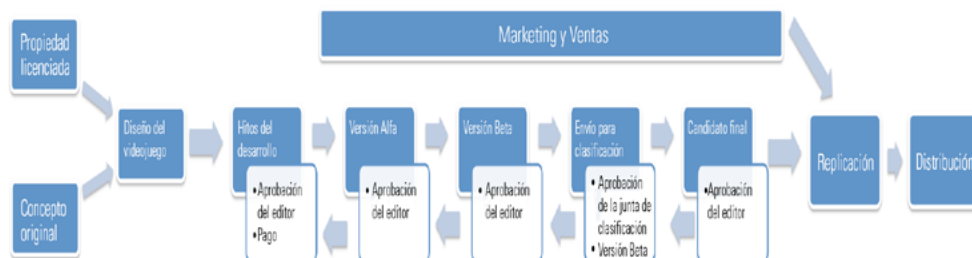 Marketing y Ventas
Propiedad
licenciada
Concepto
original
Diseño del
videojuego
Hitos del
desarrollo
•Aprobación
del editor
•Pago
Versión Alfa
•Aprobación
del editor
Versión Beta
•Aprobación
del editor
Envío para
clasificación
•Aprobación
de la junta de
clasificación
•Versión Beta
Candidato final
•Aprobación
del editor
Replicación
Distribución